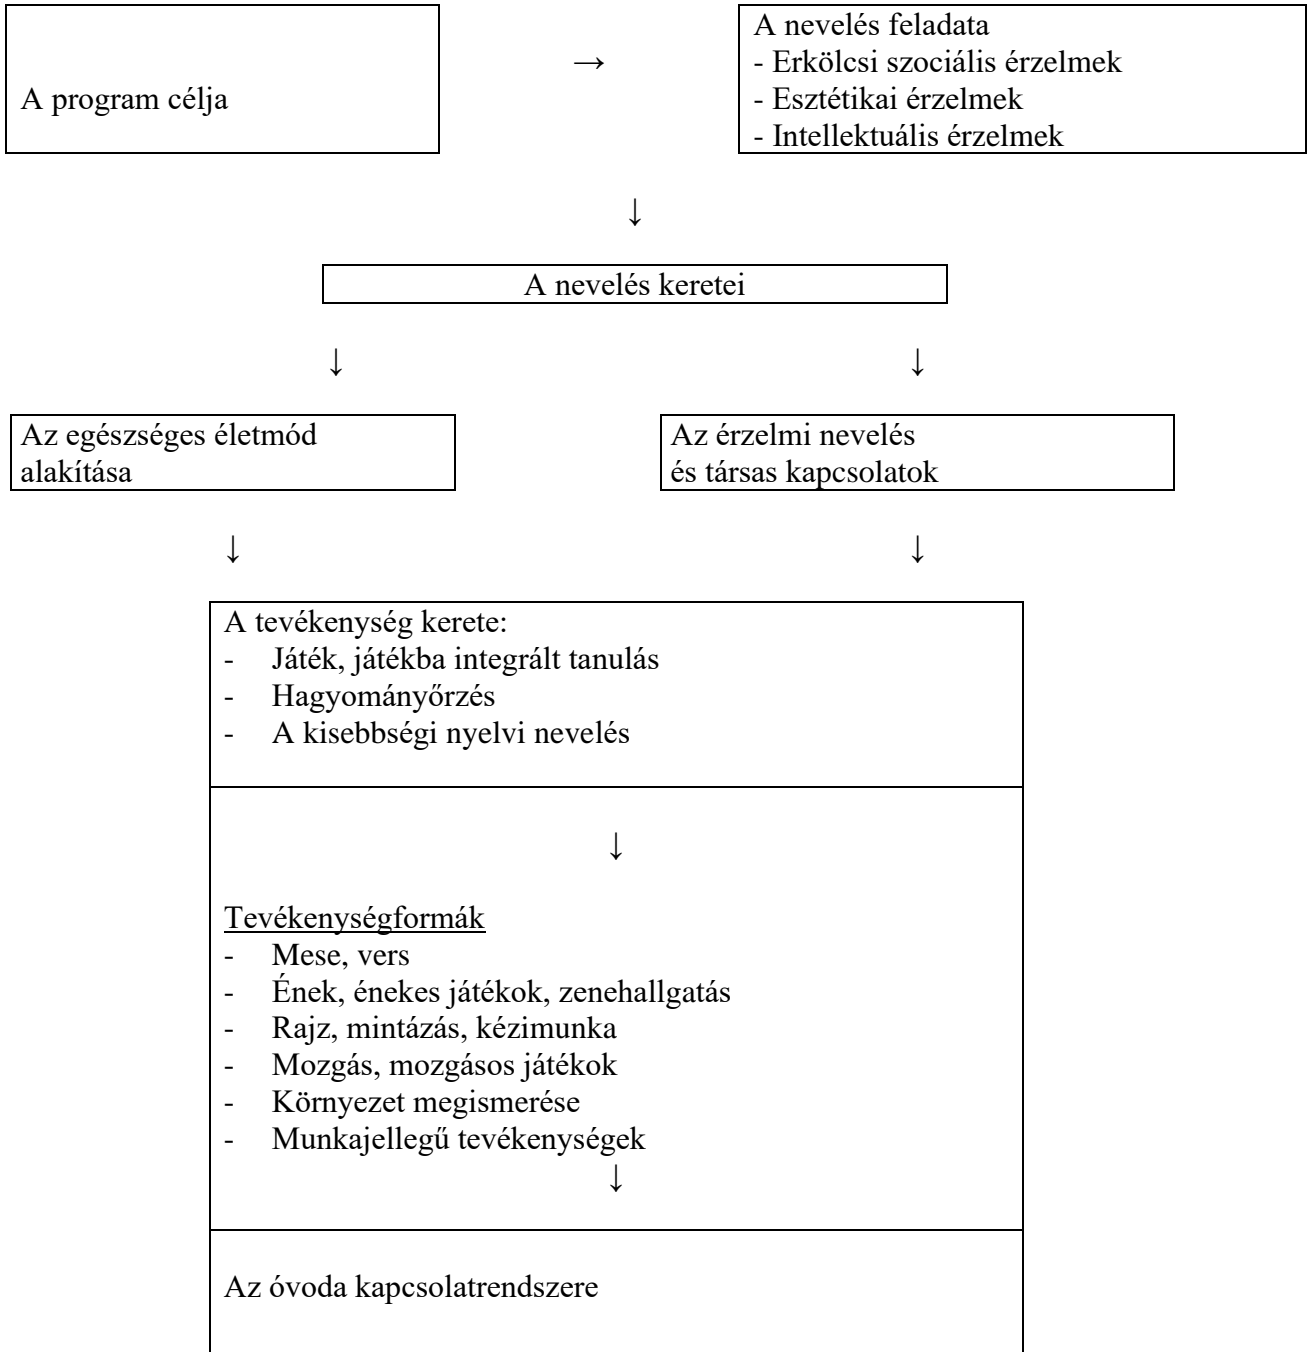 A program célja
→
A nevelés feladata
- Erkölcsi szociális érzelmek
- Esztétikai érzelmek
- Intellektuális érzelmek
↓
A nevelés keretei
↓ ↓
Az egészséges életmód
alakítása
Az érzelmi nevelés
és társas kapcsolatok
↓ ↓
A tevékenység kerete:
- Játék, játékba integrált tanulás
- Hagyományőrzés
- A kisebbségi nyelvi nevelés
↓
Tevékenységformák
- Mese, vers
- Ének, énekes játékok, zenehallgatás
- Rajz, mintázás, kézimunka
- Mozgás, mozgásos játékok
- Környezet megismerése
- Munkajellegű tevékenységek
↓
Az óvoda kapcsolatrendszere